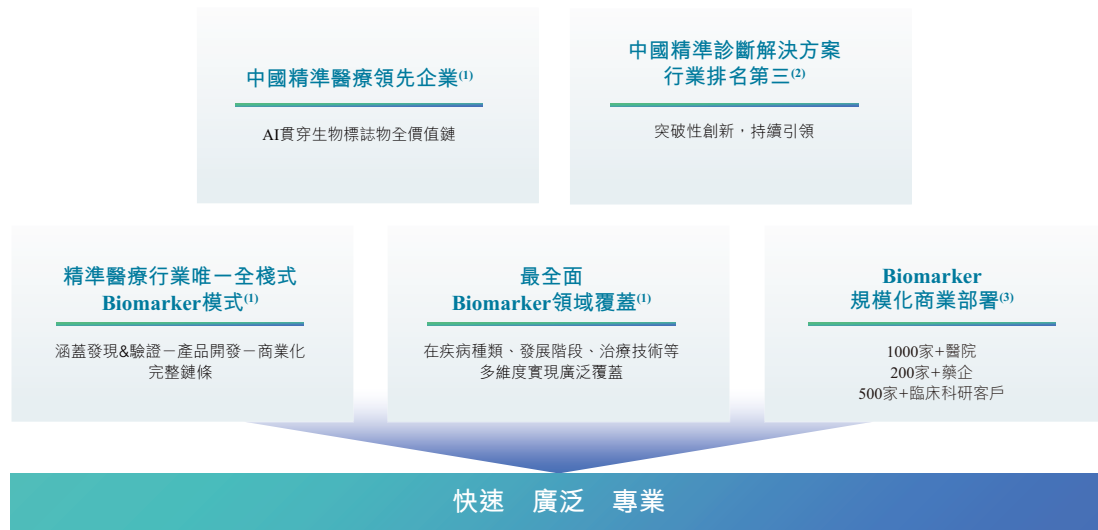 中國精準醫療領先企業(1)
AI貫穿生物標誌物全價值鏈
中國精準診斷解決方案
行業排名第三(2)
突破性創新，持續引領
精準醫療行業唯一全棧式
Biomarker模式(1)
涵蓋發現&驗證－產品開發－商業化
完整鏈條
最全面
Biomarker領域覆蓋(1)
在疾病種類、發展階段、治療技術等
多維度實現廣泛覆蓋
Biomarker
規模化商業部署(3)
1000家+醫院
200家+藥企
500家+臨床科研客戶
快速　廣泛　專業